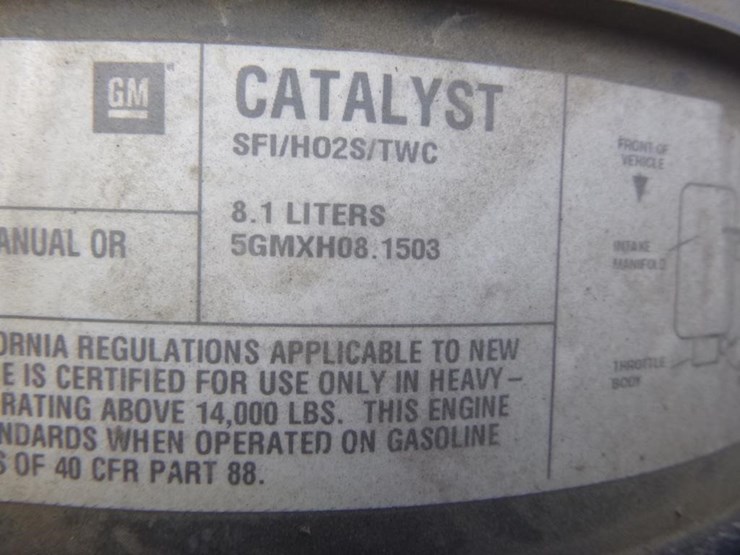 GM
CATALYST
SFI/HO2S/TWC
8.1 LITERS
5GMXH08.1503
ANUAL OR
FRONT OF
VEHICLE
INTAKE
MANIFOLD
THROTTLE
BODY
ORNIA REGULATIONS APPLICABLE TO NEW
E IS CERTIFIED FOR USE ONLY IN HEAVY-
RATING ABOVE 14,000 LBS. THIS ENGINE
NDARDS WHEN OPERATED ON GASOLINE
S OF 40 CFR PART 88.